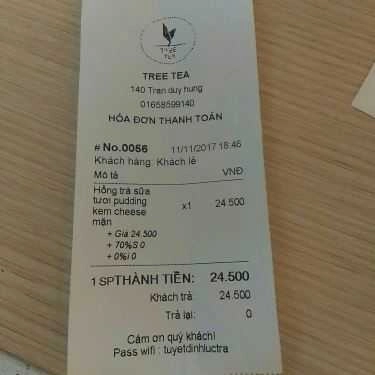 TREE
TEA
TREE TEA
140 Tran duy hung
01658599140
HÓA ĐƠN THANH TOÁN
# No.0056 11/11/2017 18:46
Khách hàng: Khách lẻ
Mô tả VNĐ
Hồng trà sữa
tươi pudding x1 24.500
kem cheese
mặn
+ Giá 24.500
+ 70%S 0
+ 0%i 0
1 SP THÀNH TIỀN: 24.500
Khách trả: 24.500
Trả lại: 0
Cảm ơn quý khách!
Pass wifi : tuyetdinhluctra